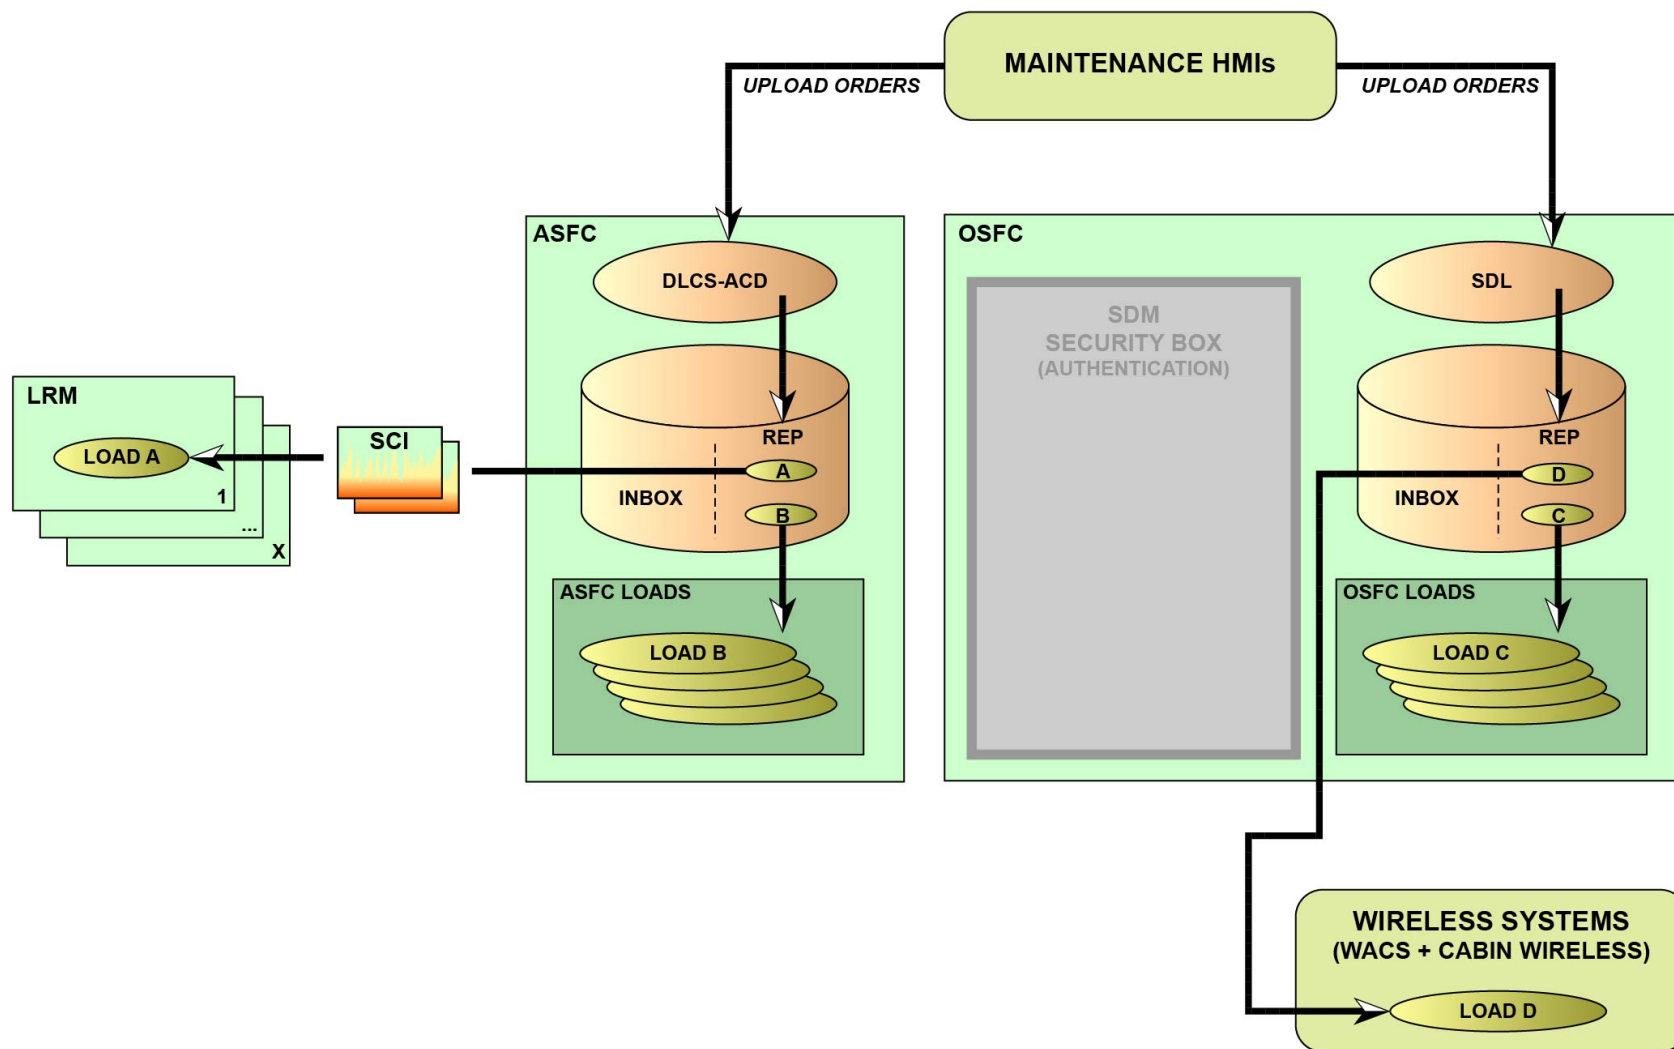 MAINTENANCE HMIs
UPLOAD ORDERS
UPLOAD ORDERS
ASFC
DLCS-ACD
REP
INBOX
A
B
ASFC LOADS
LOAD B
OSFC
SDM
SECURITY BOX
(AUTHENTICATION)
SDL
REP
INBOX
D
C
OSFC LOADS
LOAD C
LRM
LOAD A
1
...
X
SCI
WIRELESS SYSTEMS
(WACS + CABIN WIRELESS)
LOAD D